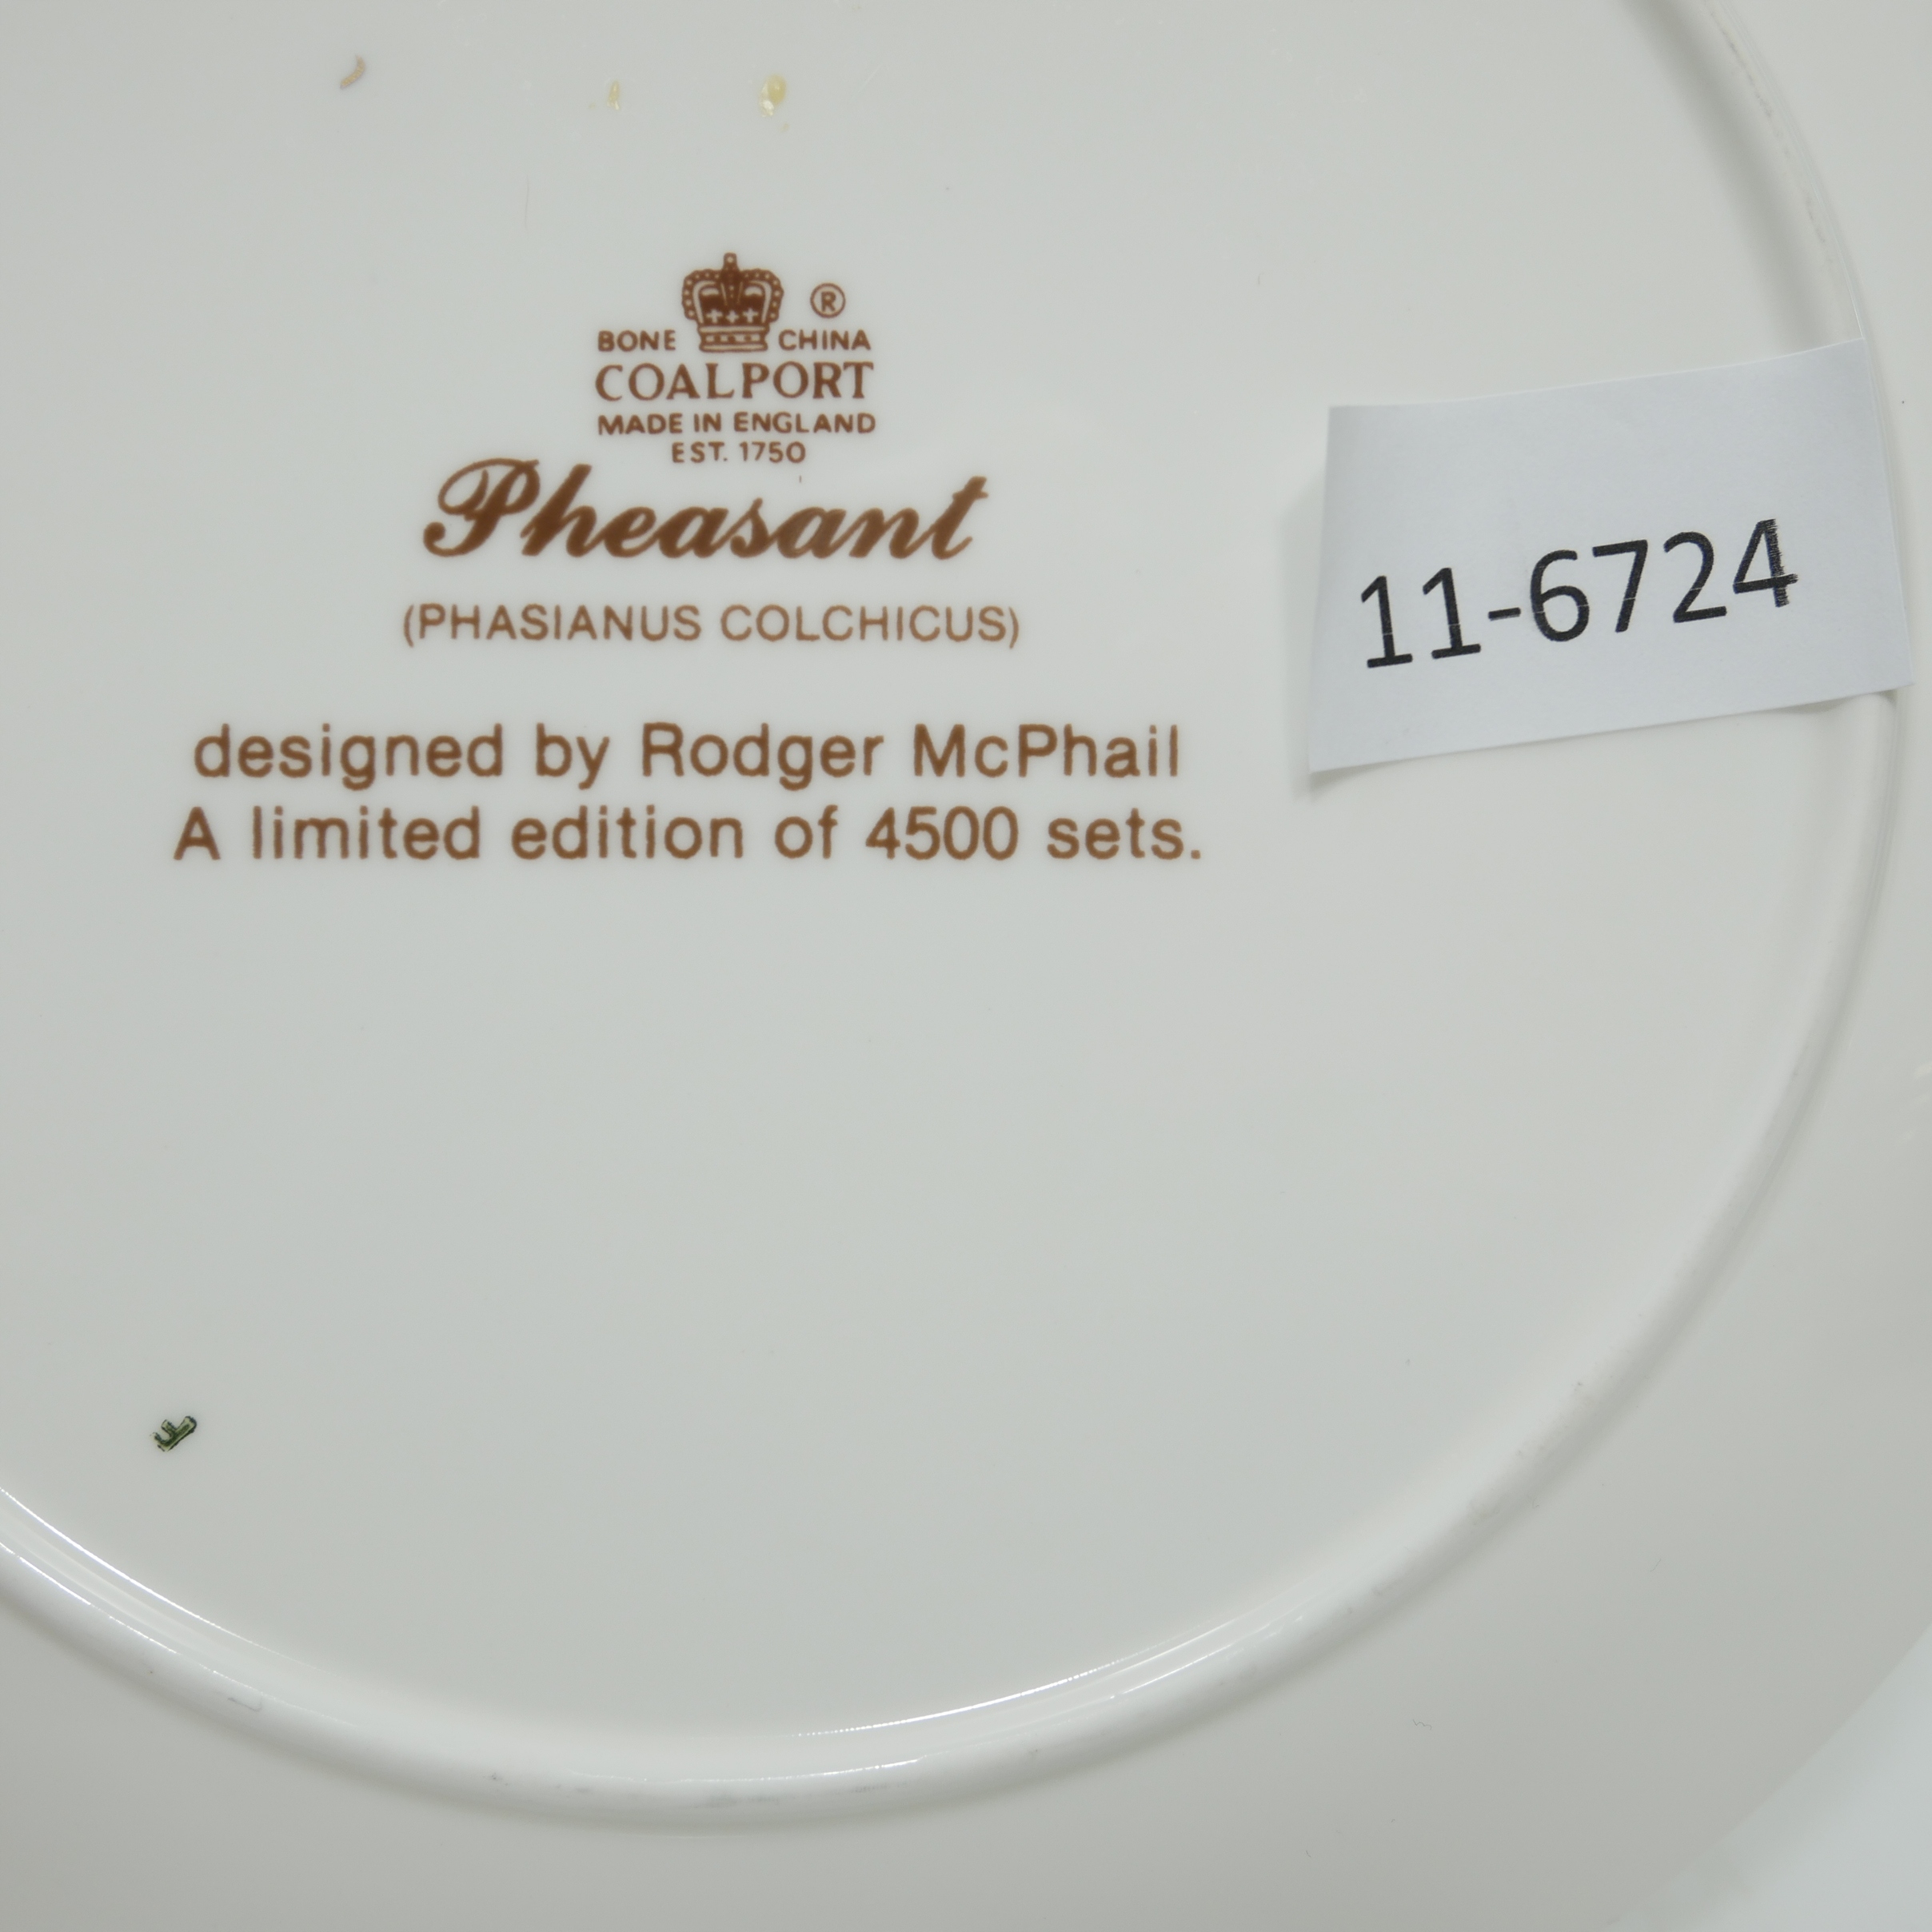 ®
BONE CHINA
COALPORT
MADE IN ENGLAND
EST. 1750
Pheasant
(PHASIANUS COLCHICUS)
designed by Rodger McPhail
A limited edition of 4500 sets.
11-6724